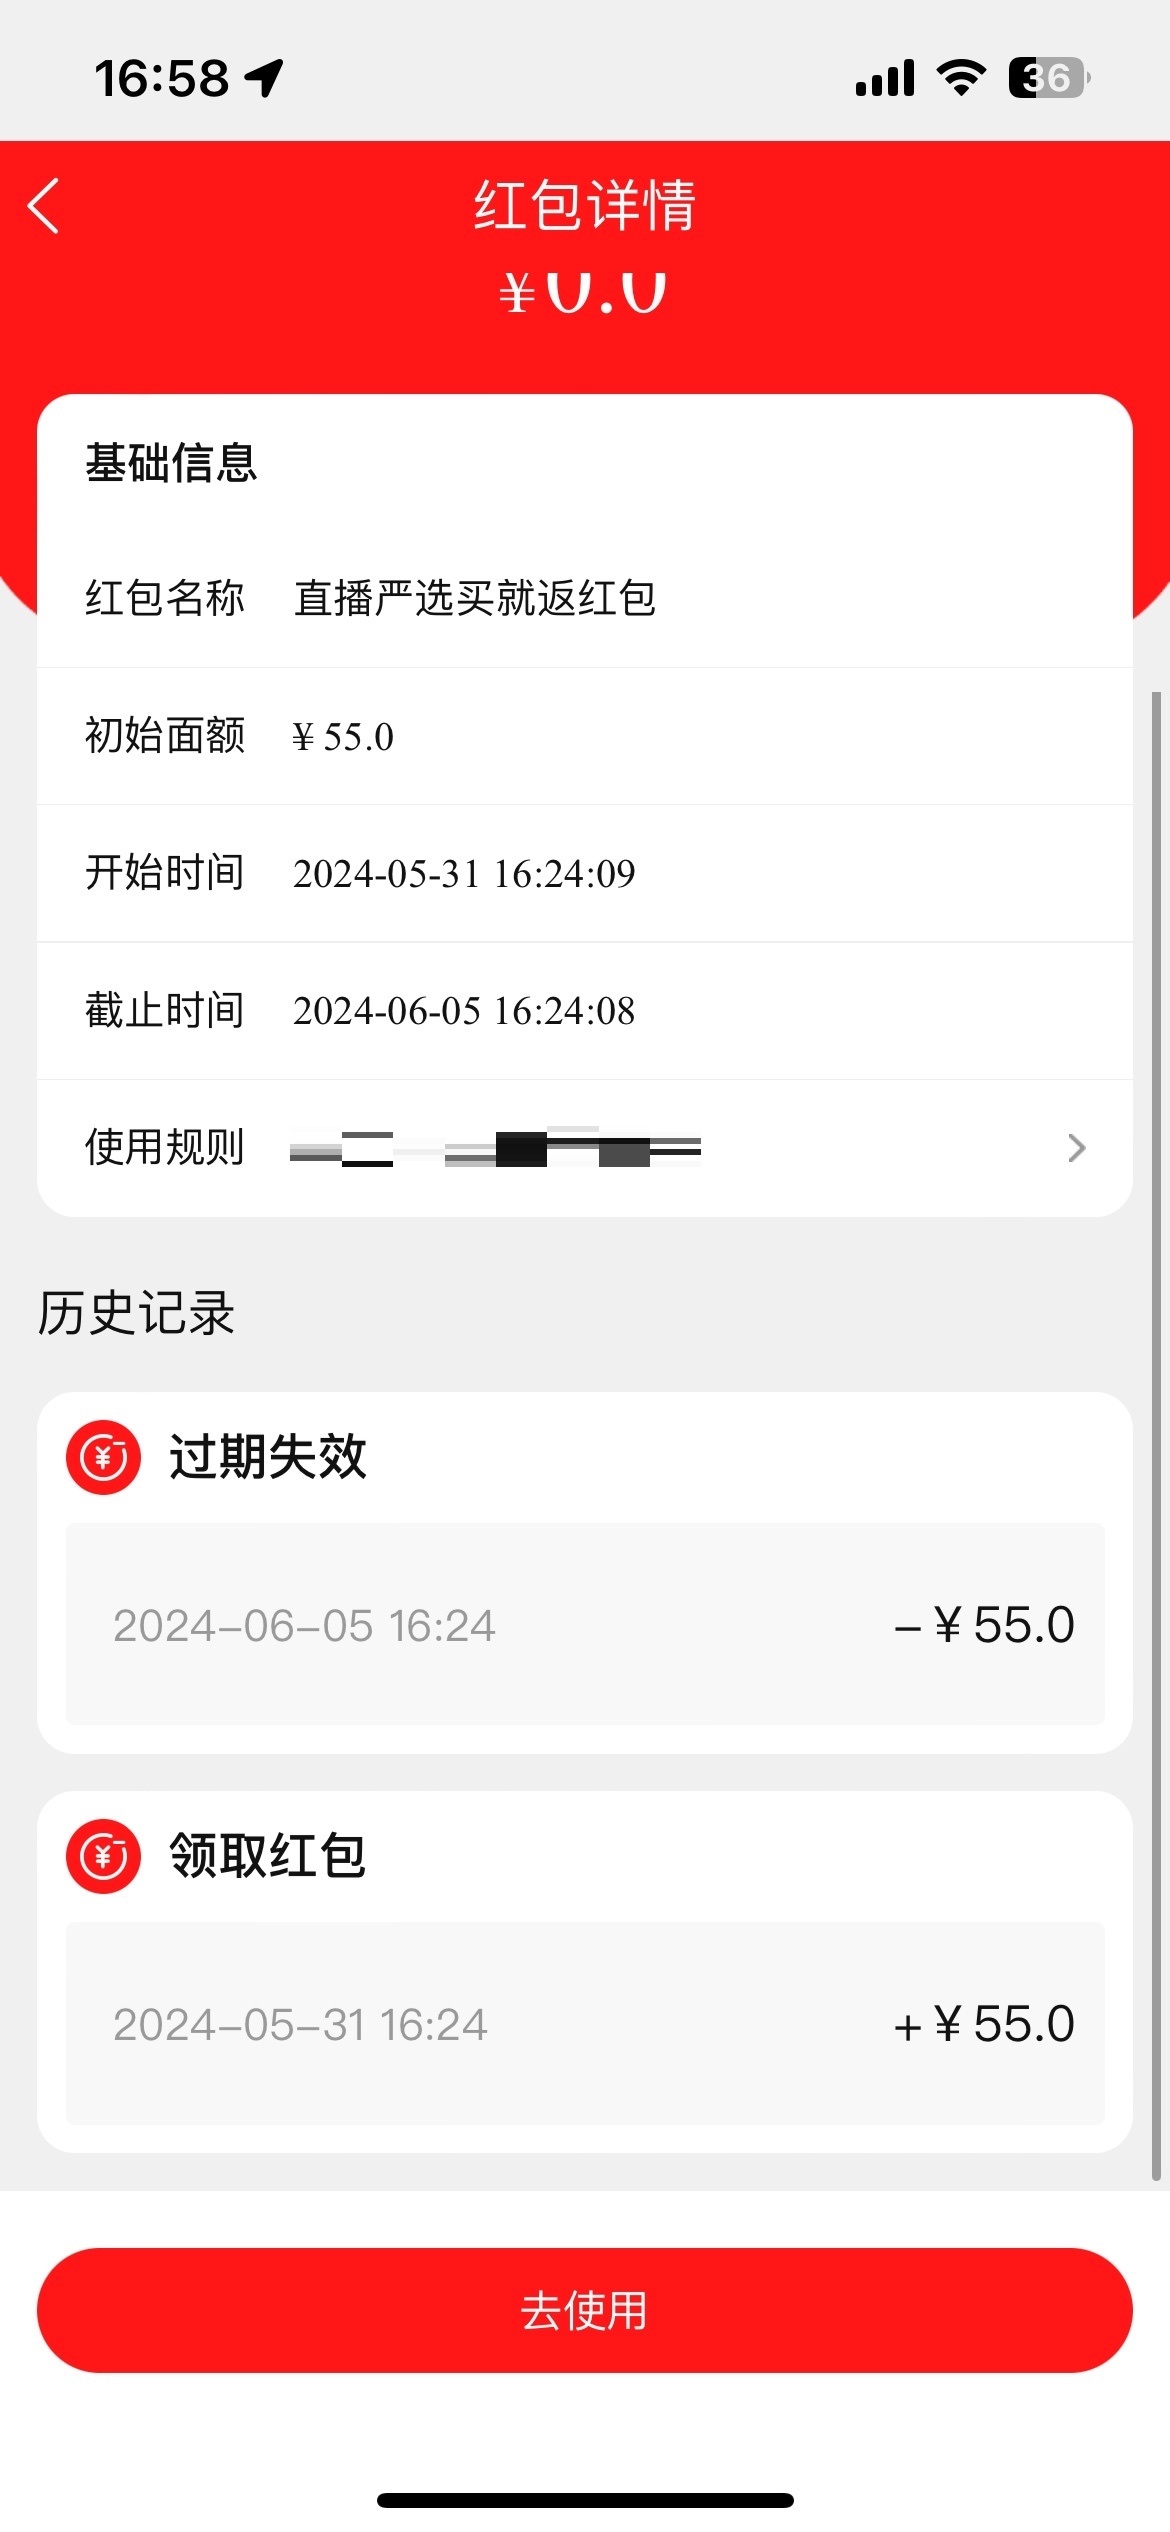 16:58
36
红包详情
¥0.0
基础信息
红包名称 直播严选买就返红包
初始面额 ¥ 55.0
开始时间 2024-05-31 16:24:09
截止时间 2024-06-05 16:24:08
使用规则
历史记录
过期失效
2024-06-05 16:24 -¥55.0
领取红包
2024-05-31 16:24 +¥55.0
去使用